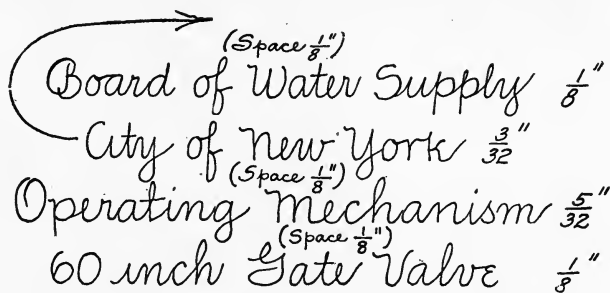 (Space 1/8")
Board of Water Supply 1/8"
City of New York 3/32"
(Space 1/8")
Operating Mechanism 5/32"
(Space 1/8")
60 inch Gate Valve 1/8"